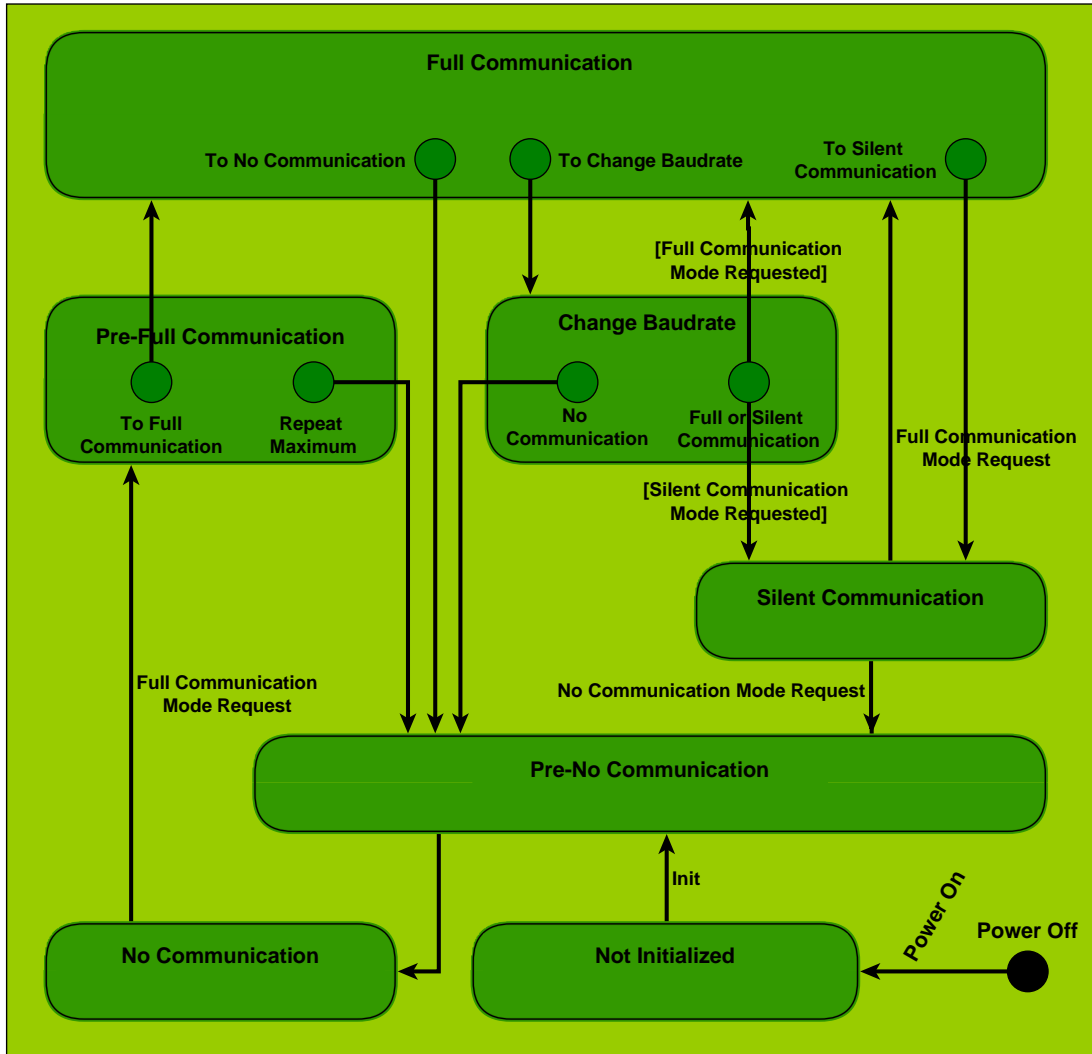 Full Communication
To No Communication
To Change Baudrate
To Silent
Communication
[Full Communication
Mode Requested]
Pre-Full Communication
Change Baudrate
To Full
Communication
Repeat
Maximum
No
Communication
Full or Silent
Communication
Full Communication
Mode Request
[Silent Communication
Mode Requested]
Silent Communication
Full Communication
Mode Request
No Communication Mode Request
Pre-No Communication
Init
Power On
Power Off
No Communication
Not Initialized